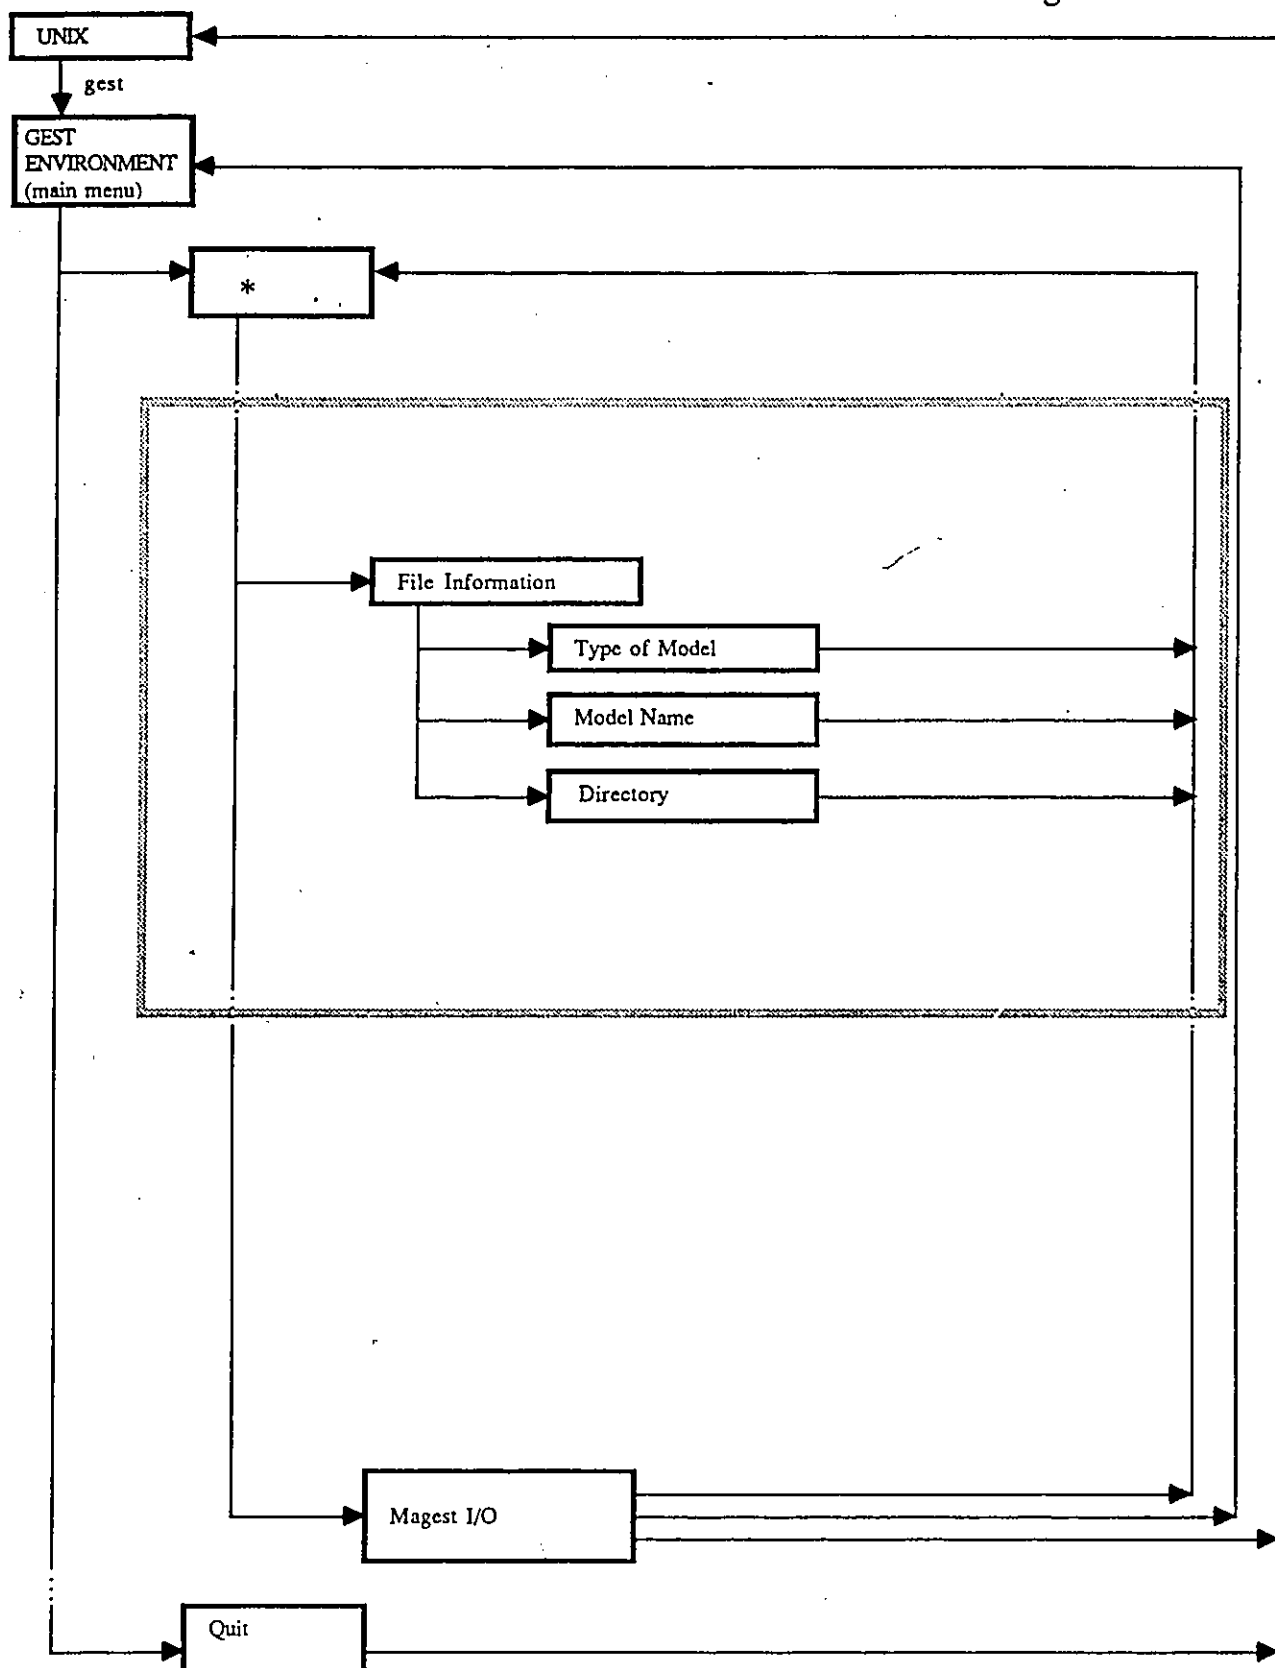 UNIX
gest
GEST
ENVIRONMENT
(main menu)
*
File Information
Type of Model
Model Name
Directory
Magest I/O
Quit